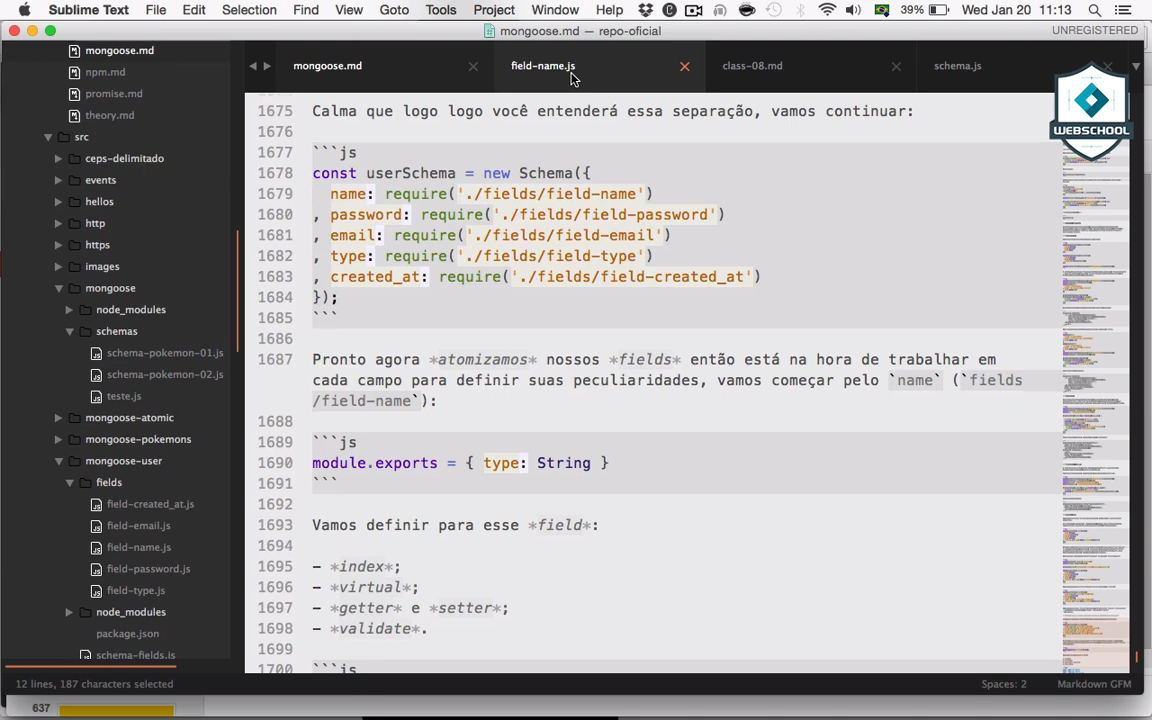 Sublime Text File Edit Selection Find View Goto Tools Project Window Help 39% Wed Jan 20 11:13
mongoose.md — repo-oficial UNREGISTERED
mongoose.md
npm.md
promise.md
theory.md
src
ceps-delimitado
events
hellos
http
https
images
mongoose
node_modules
schemas
schema-pokemon-01.js
schema-pokemon-02.js
teste.js
mongoose-atomic
mongoose-pokemons
mongoose-user
fields
field-created_at.js
field-email.js
field-name.js
field-password.js
field-type.js
node_modules
package.json
schema-fields.js
mongoose.md field-name.js class-08.md schema.js
WEBSCHOOL
1675 Calma que logo logo você entenderá essa separação, vamos continuar:
1676
1677 ```js
1678 const userSchema = new Schema({
1679 name: require('./fields/field-name')
1680 , password: require('./fields/field-password')
1681 , email: require('./fields/field-email')
1682 , type: require('./fields/field-type')
1683 , created_at: require('./fields/field-created_at')
1684 });
1685 ```
1686
1687 Pronto agora *atomizamos* nossos *fields* então está na hora de trabalhar em
cada campo para definir suas peculiaridades, vamos começar pelo `name` (`fields
/field-name`):
1688
1689 ```js
1690 module.exports = { type: String }
1691 ```
1692
1693 Vamos definir para esse *field*:
1694
1695 - *index*;
1696 - *virtual*;
1697 - *getter* e *setter*;
1698 - *validate*.
1699
1700 ```js
12 lines, 187 characters selected Spaces: 2 Markdown GFM
637